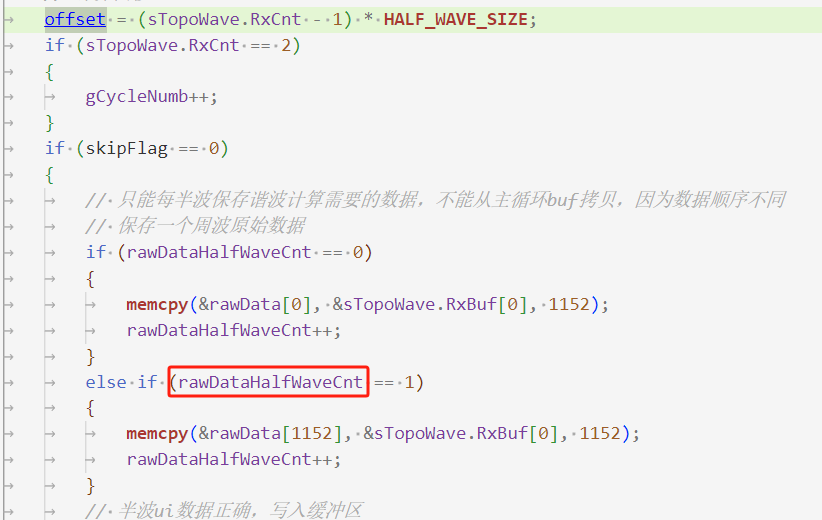 offset = (sTopoWave.RxCnt - 1) * HALF_WAVE_SIZE;
if (sTopoWave.RxCnt == 2)
{
gCycleNumb++;
}
if (skipFlag == 0)
{
// 只能每半波保存谐波计算需要的数据，不能从主循环buf拷贝，因为数据顺序不同
// 保存一个周波原始数据
if (rawDataHalfWaveCnt == 0)
{
memcpy(&rawData[0], &sTopoWave.RxBuf[0], 1152);
rawDataHalfWaveCnt++;
}
else if (rawDataHalfWaveCnt == 1)
{
memcpy(&rawData[1152], &sTopoWave.RxBuf[0], 1152);
rawDataHalfWaveCnt++;
}
// 半波ui数据正确，写入缓冲区